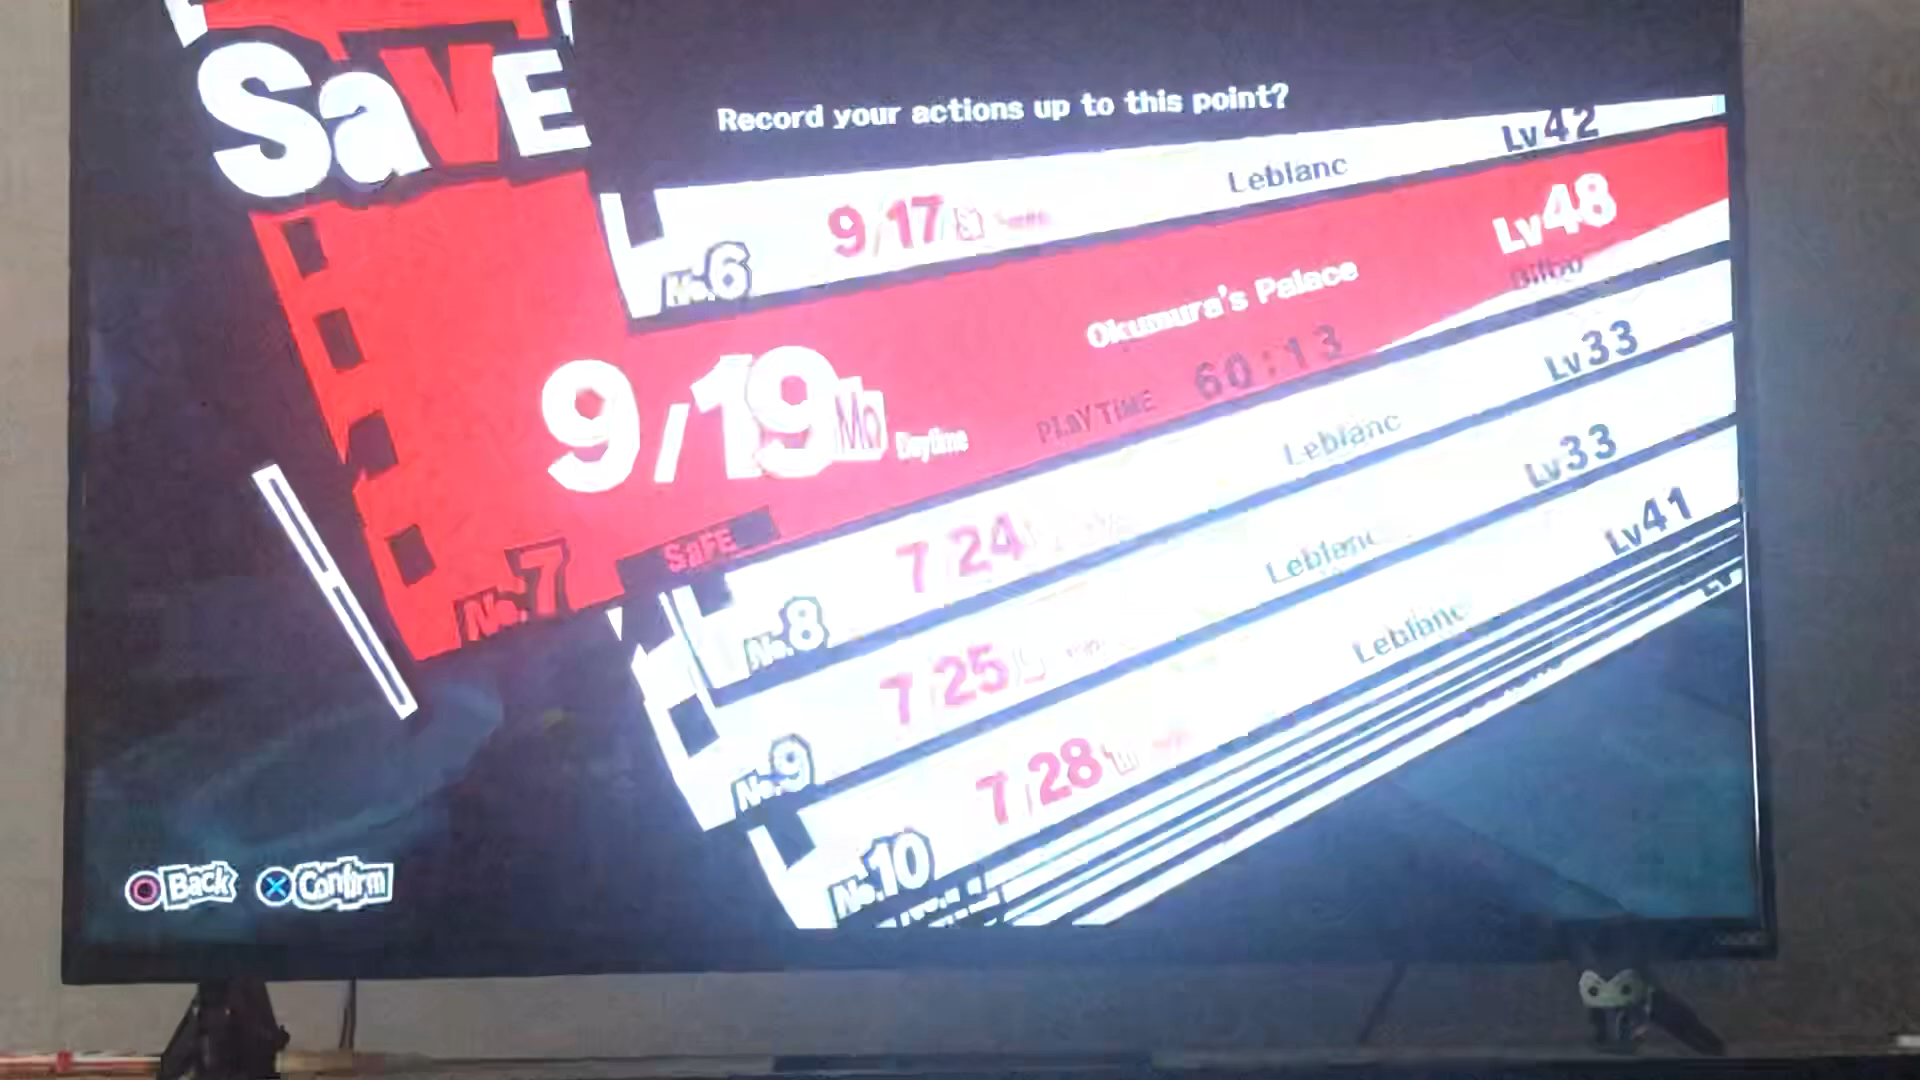 SavE
Record your actions up to this point?
No.6 9/17 Leblanc Lv42
Okumura's Palace Lv48
9/19 Mo Daytime PLAY TIME 60:13
No.7 SaFE
No.8 7/24 Leblanc Lv33
No.9 7/25 Leblanc Lv33
No.10 7/28 Leblanc Lv41
Back Confirm